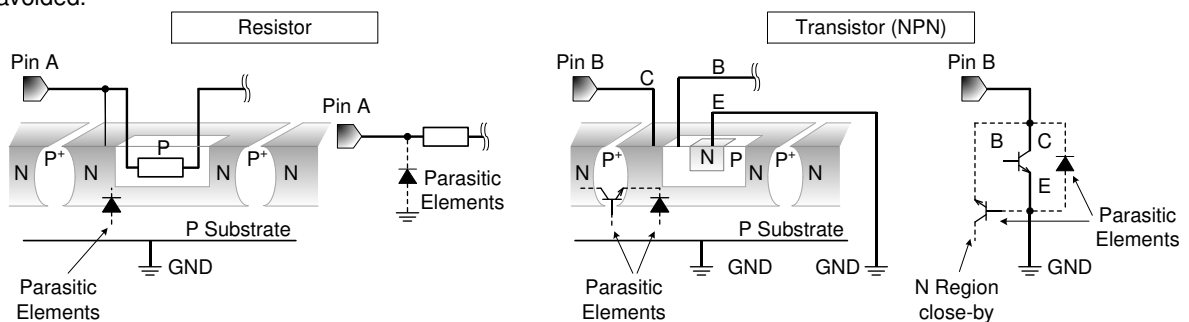 avoided.
Resistor
Transistor (NPN)
Pin A
Pin A
Pin B
B
C
E
Pin B
N
P+
N
P
N
P+
N
Parasitic
Elements
N
P+
N
N
P
N
P+
N
B
C
E
P Substrate
GND
Parasitic
Elements
P Substrate
GND
GND
Parasitic
Elements
Parasitic
Elements
GND
N Region
close-by